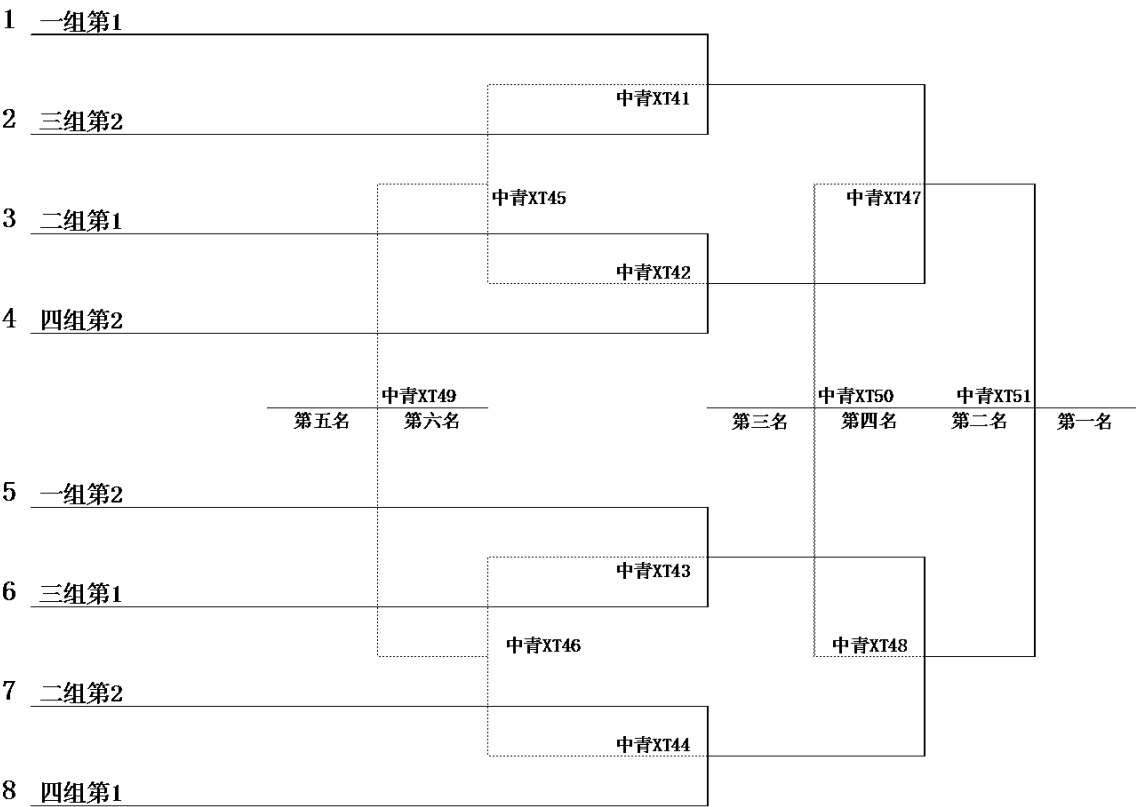 1 一组第1
中青XT41
2 三组第2
中青XT45
中青XT47
3 二组第1
中青XT42
4 四组第2
中青XT49
中青XT50
中青XT51
第五名
第六名
第三名
第四名
第二名
第一名
5 一组第2
中青XT43
6 三组第1
中青XT46
中青XT48
7 二组第2
中青XT44
8 四组第1